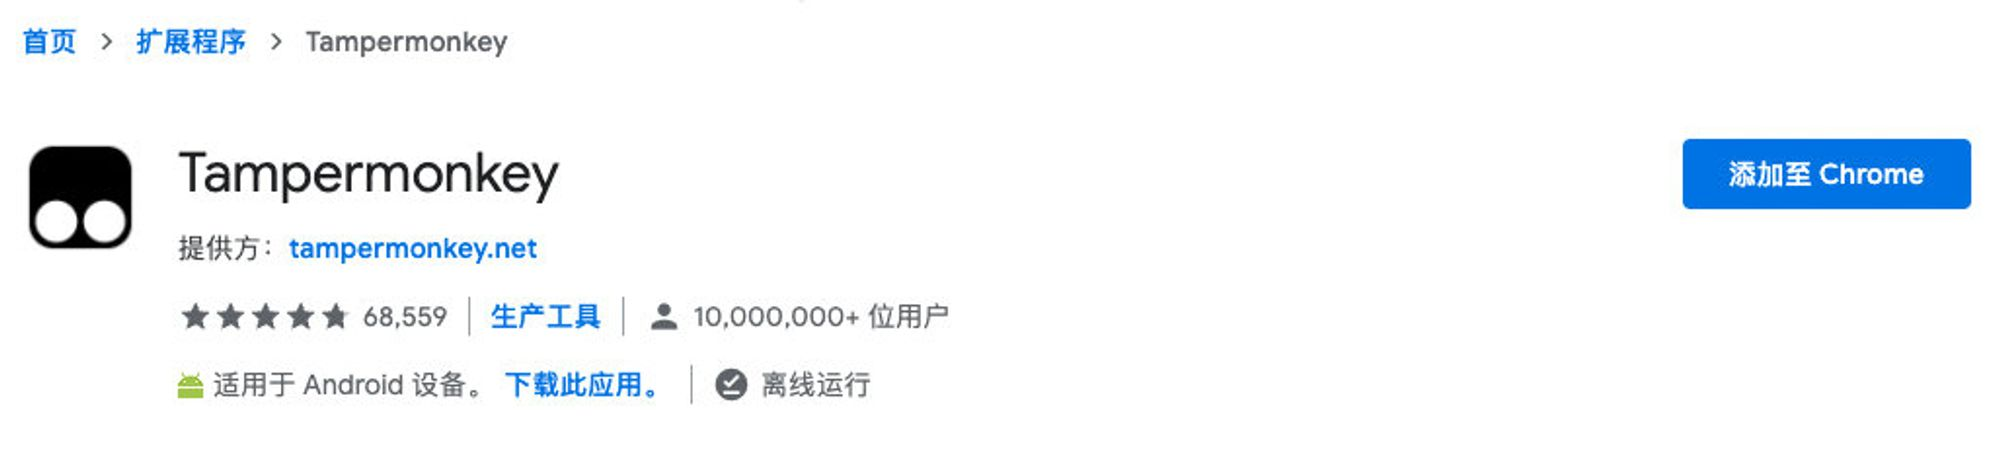 首页 > 扩展程序 > Tampermonkey
Tampermonkey
添加至 Chrome
提供方：tampermonkey.net
68,559 生产工具 10,000,000+ 位用户
适用于 Android 设备。 下载此应用。 离线运行